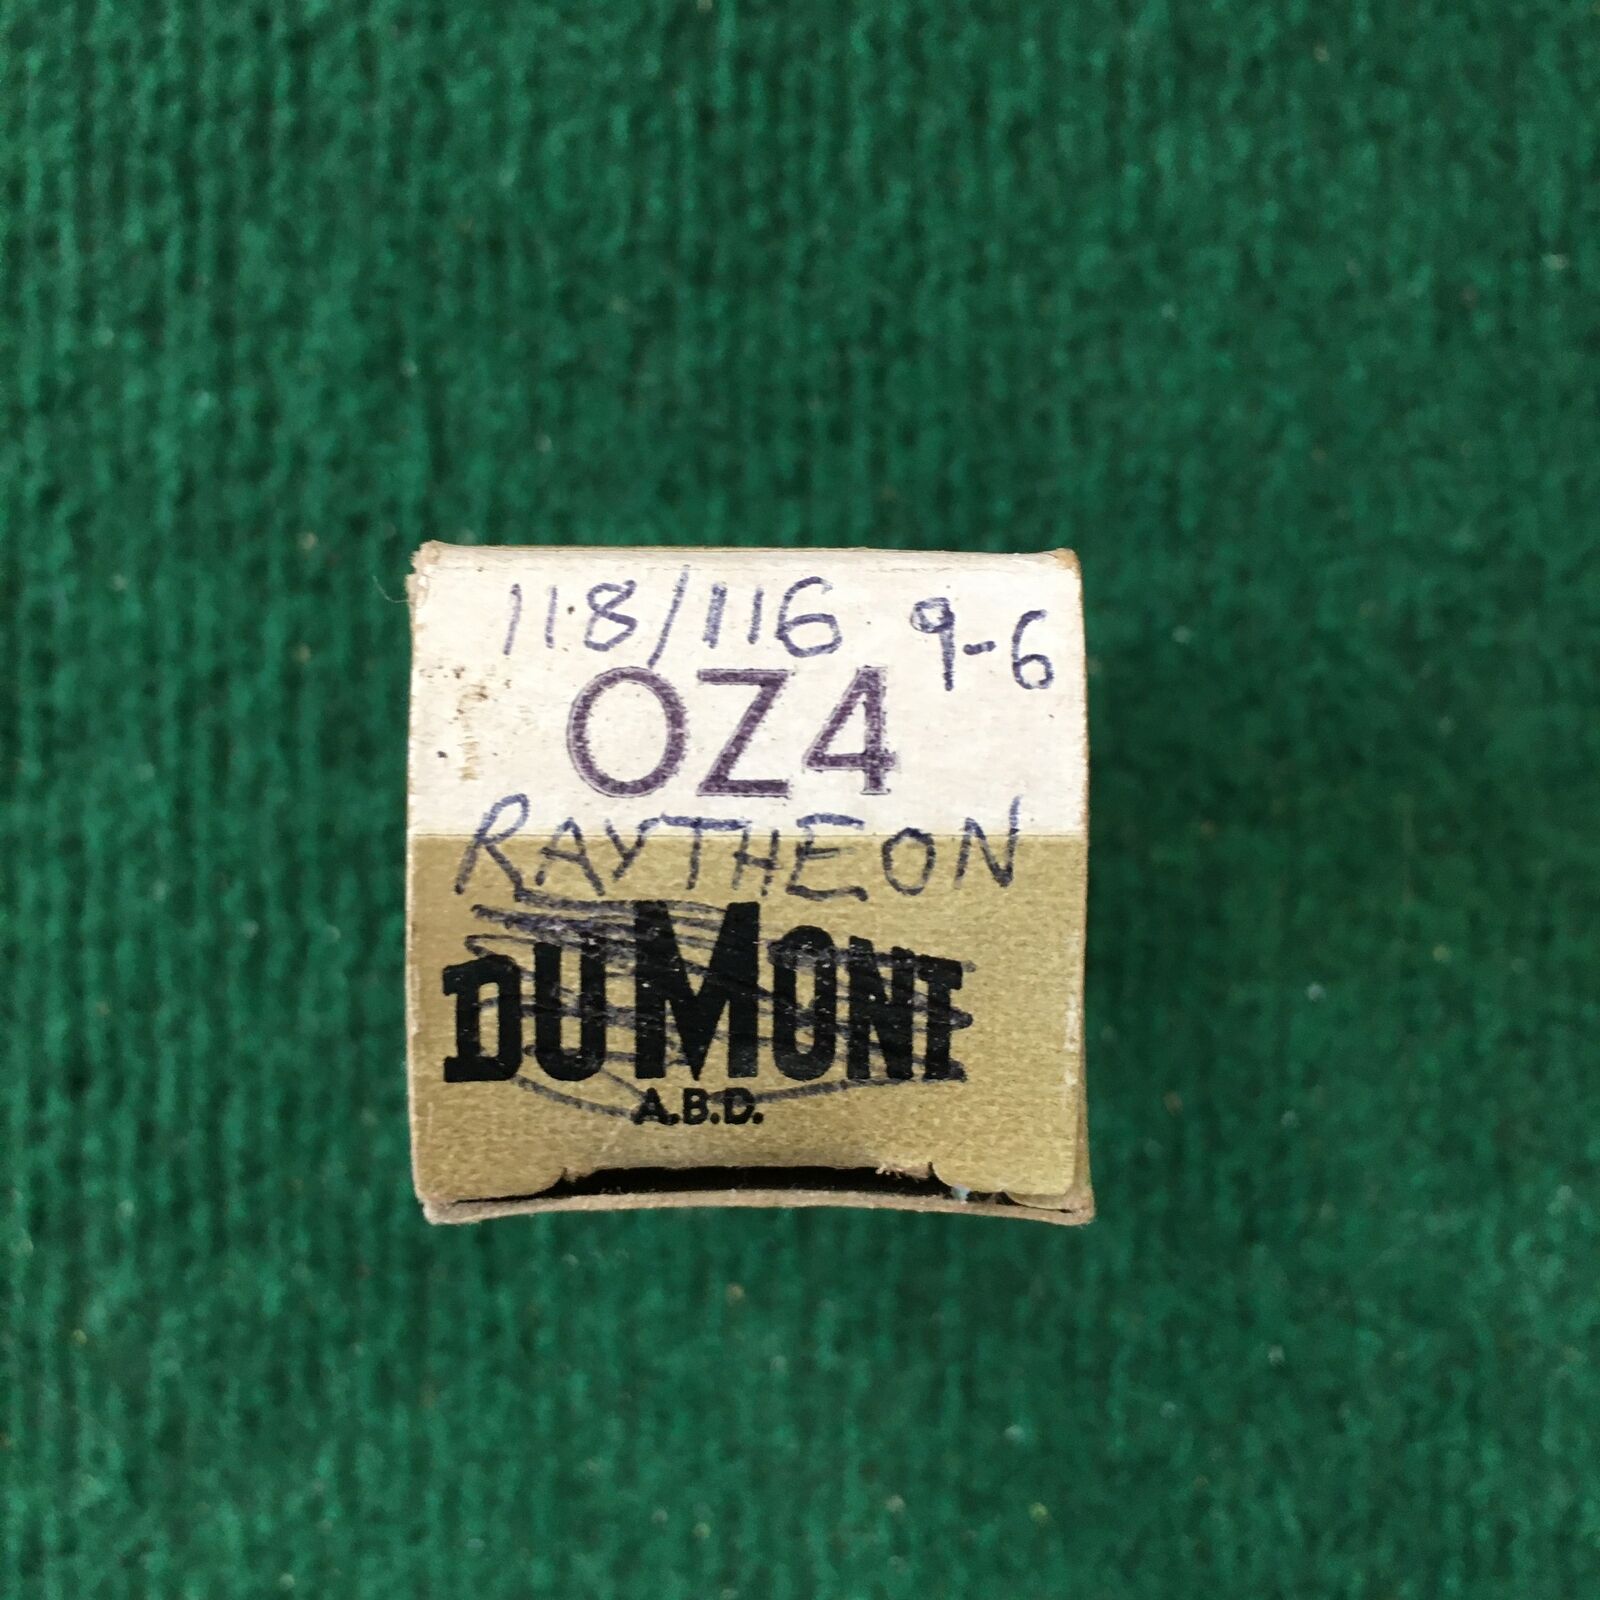 118/116 9-6
OZ4
RAYTHEON
DUMONT
A.B.D.